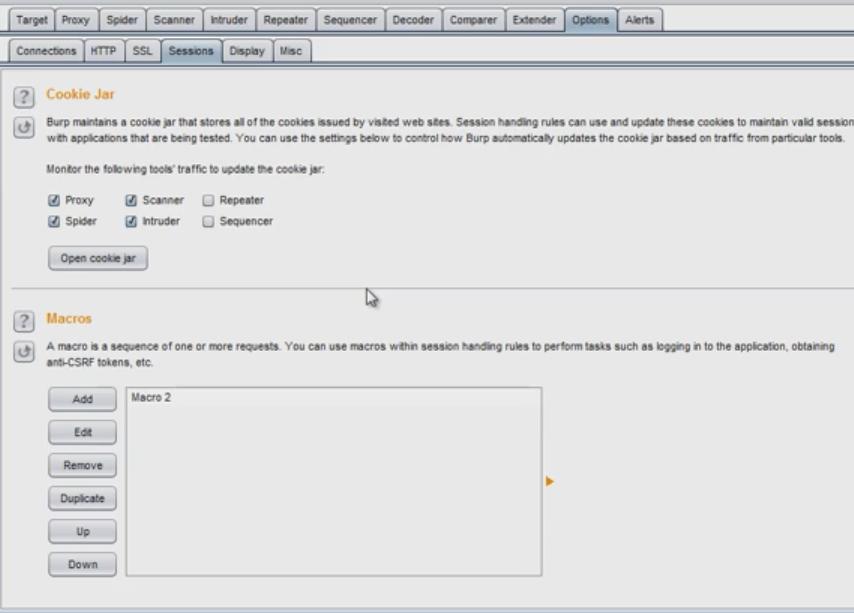 Target Proxy Spider Scanner Intruder Repeater Sequencer Decoder Comparer Extender Options Alerts
Connections HTTP SSL Sessions Display Misc
? Cookie Jar
Burp maintains a cookie jar that stores all of the cookies issued by visited web sites. Session handling rules can use and update these cookies to maintain valid session
with applications that are being tested. You can use the settings below to control how Burp automatically updates the cookie jar based on traffic from particular tools.
Monitor the following tools' traffic to update the cookie jar:
Proxy Scanner Repeater
Spider Intruder Sequencer
Open cookie jar
? Macros
A macro is a sequence of one or more requests. You can use macros within session handling rules to perform tasks such as logging in to the application, obtaining
anti-CSRF tokens, etc.
Add Macro 2
Edit
Remove
Duplicate
Up
Down